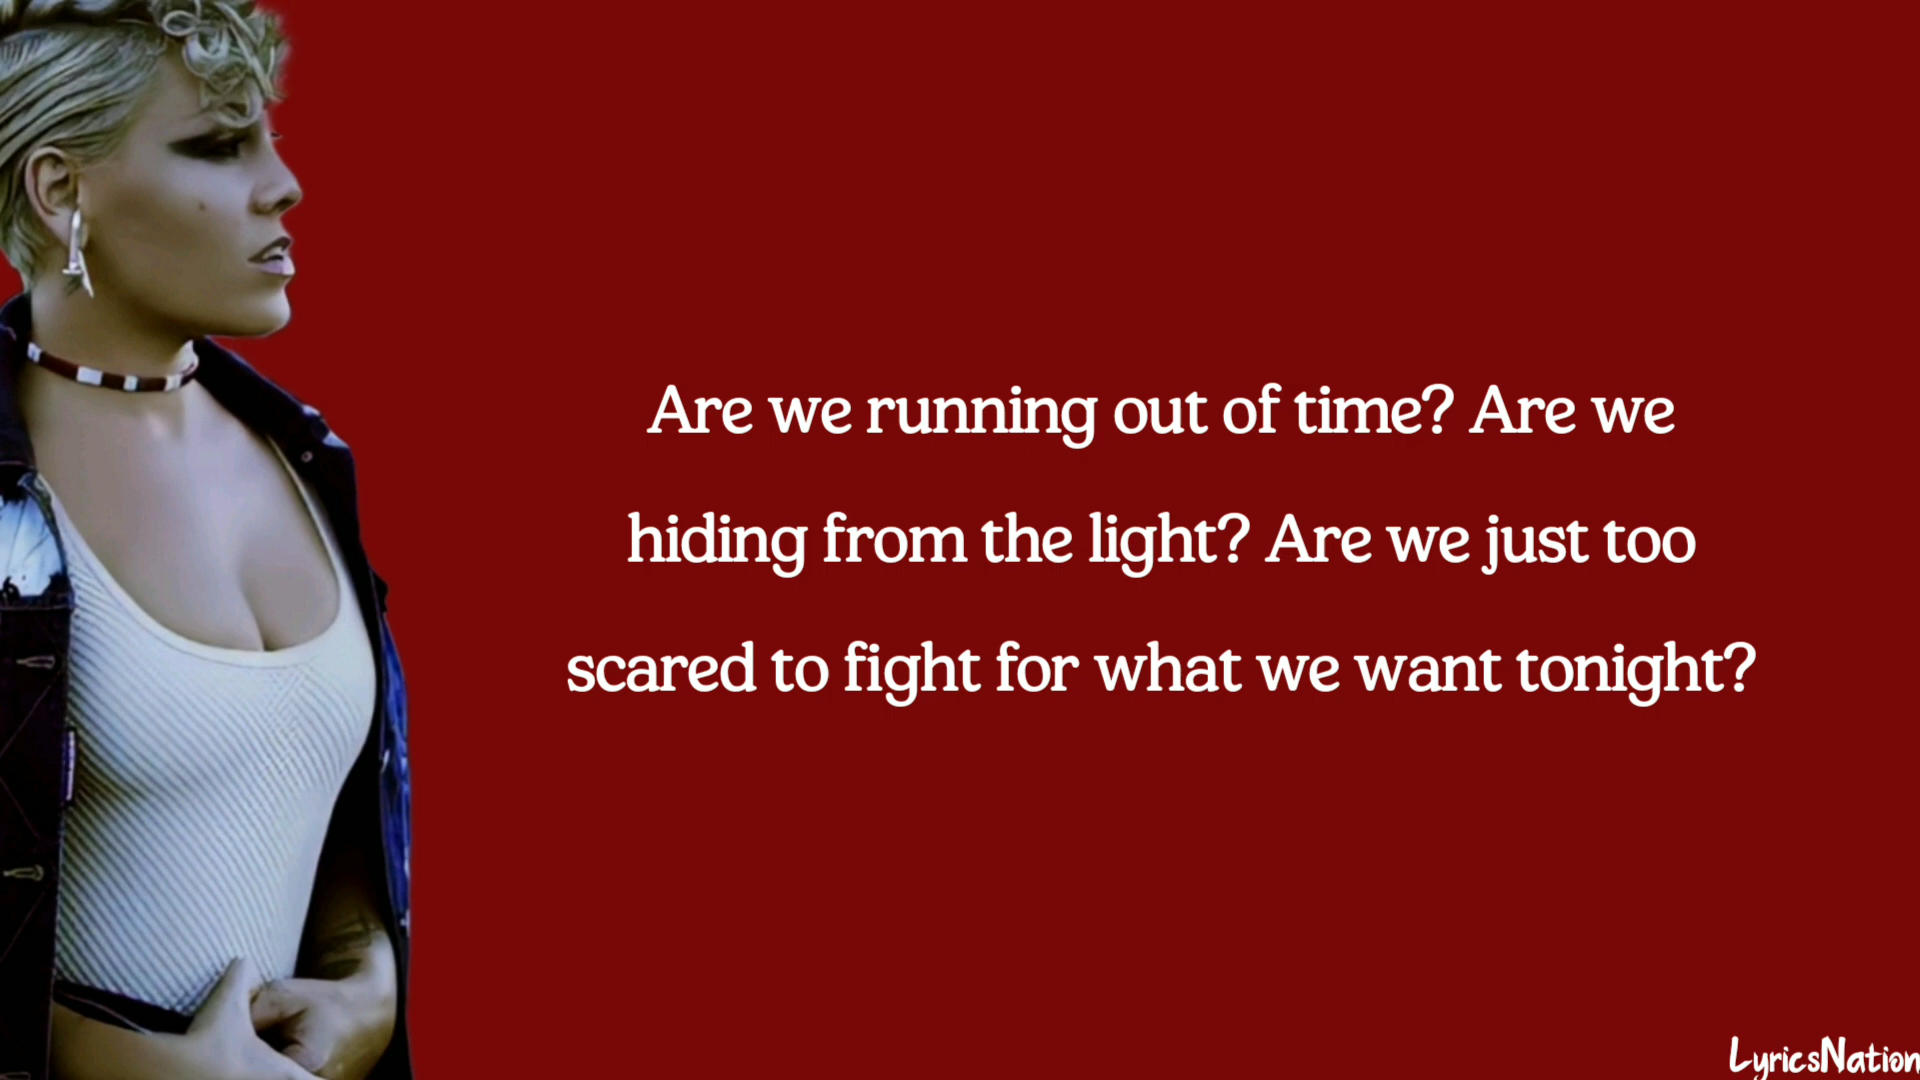 Are we running out of time? Are we
hiding from the light? Are we just too
scared to fight for what we want tonight?
LyricsNation